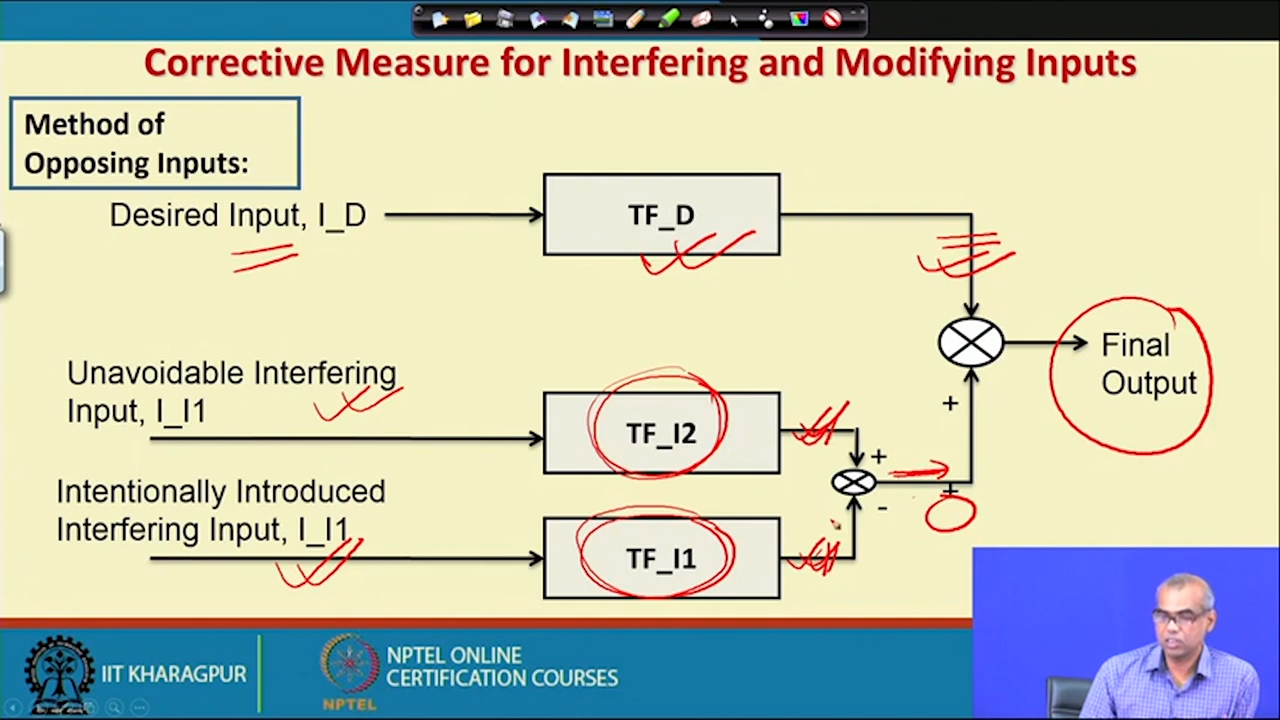 Corrective Measure for Interfering and Modifying Inputs
Method of
Opposing Inputs:
Desired Input, I_D
TF_D
Unavoidable Interfering
Input, I_I1
TF_I2
Intentionally Introduced
Interfering Input, I_I1
TF_I1
+
-
+
+
Final
Output
IIT KHARAGPUR
NPTEL
NPTEL ONLINE
CERTIFICATION COURSES